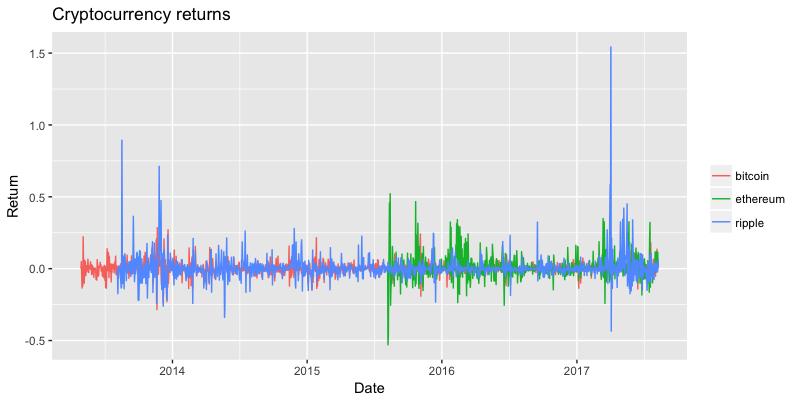 Cryptocurrency returns
1.5
1.0
0.5
0.0
-0.5
Return
2014 2015 2016 2017
Date
bitcoin
ethereum
ripple